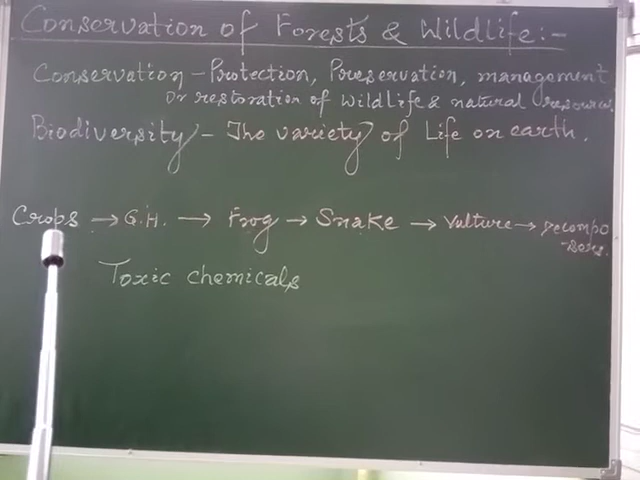 Conservation of Forests & Wildlife:-
Conservation - Protection, Preservation, management
Or restoration of wildlife & natural resources
Biodiversity - The variety of Life on earth.
Crops → G.H. → Frog → Snake → Vulture → Decompo
-sers.
Toxic chemicals